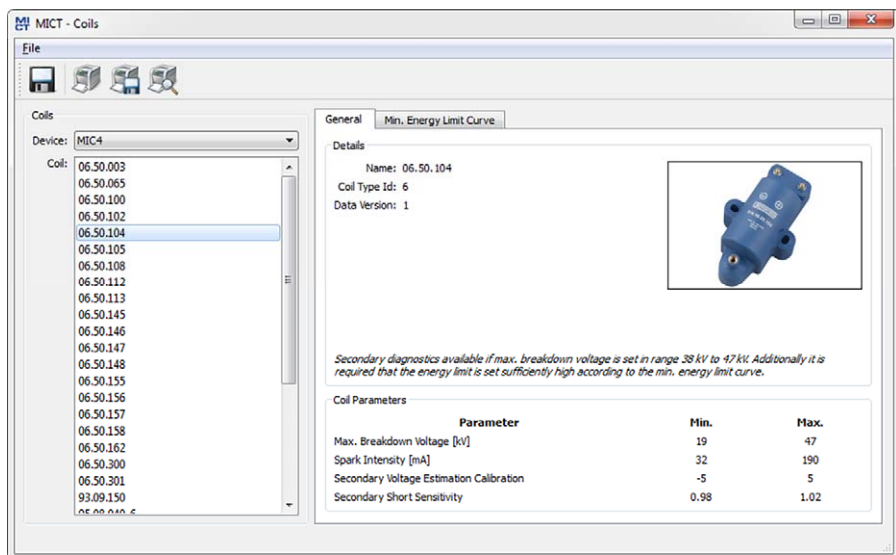 MICT - Coils
File
Coils
Device: MIC4
Coil:
06.50.003
06.50.065
06.50.100
06.50.102
06.50.104
06.50.105
06.50.108
06.50.112
06.50.113
06.50.145
06.50.146
06.50.147
06.50.148
06.50.155
06.50.156
06.50.157
06.50.158
06.50.162
06.50.300
06.50.301
93.09.150
General
Min. Energy Limit Curve
Details
Name: 06.50.104
Coil Type Id: 6
Data Version: 1
Secondary diagnostics available if max. breakdown voltage is set in range 38 kV to 47 kV. Additionally it is
required that the energy limit is set sufficiently high according to the min. energy limit curve.
Coil Parameters
Parameter Min. Max.
Max. Breakdown Voltage [kV] 19 47
Spark Intensity [mA] 32 190
Secondary Voltage Estimation Calibration -5 5
Secondary Short Sensitivity 0.98 1.02